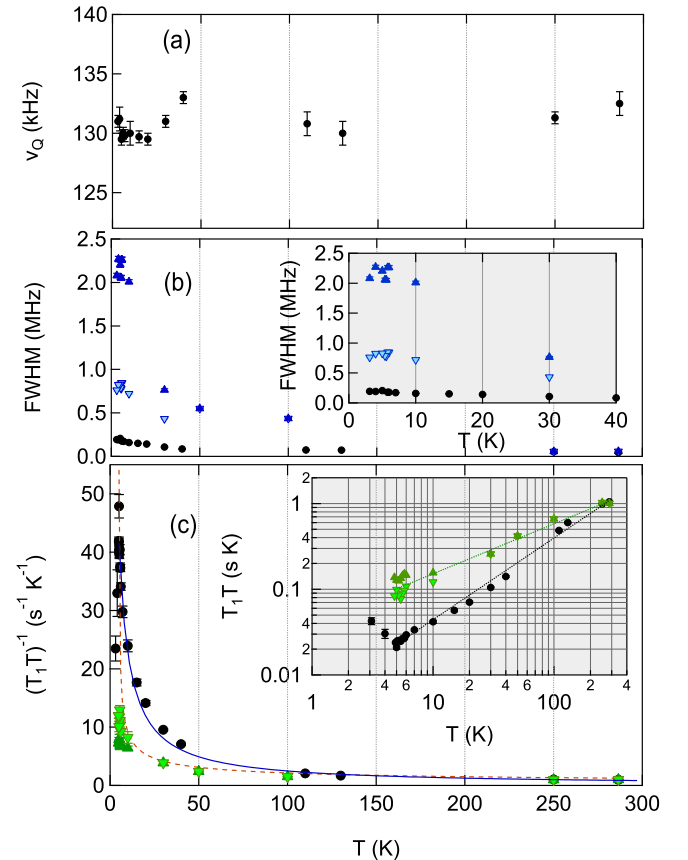 140
135
130
125
ν_Q (kHz)
(a)
2.5
2.0
1.5
1.0
0.5
0.0
FWHM (MHz)
(b)
2.5
2.0
1.5
1.0
0.5
0.0
FWHM (MHz)
0 10 20 30 40
T (K)
50
40
30
20
10
0
(T₁T)⁻¹ (s⁻¹ K⁻¹)
(c)
2
1
6
4
2
0.1
6
4
2
0.01
T₁T (s K)
1 2 4 6 10 2 4 6 100 2 4
T (K)
0 50 100 150 200 250 300
T (K)